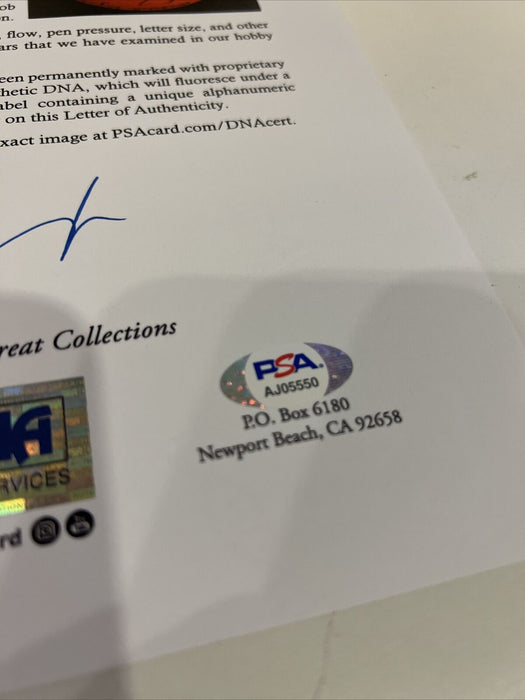 ob
n.
, flow, pen pressure, letter size, and other
ars that we have examined in our hobby
een permanently marked with proprietary
hetic DNA, which will fluoresce under a
abel containing a unique alphanumeric
on this Letter of Authenticity.
xact image at PSAcard.com/DNAcert.
reat Collections
PSA
AJ05550
P.O. Box 6180
Newport Beach, CA 92658
RVICES
rd